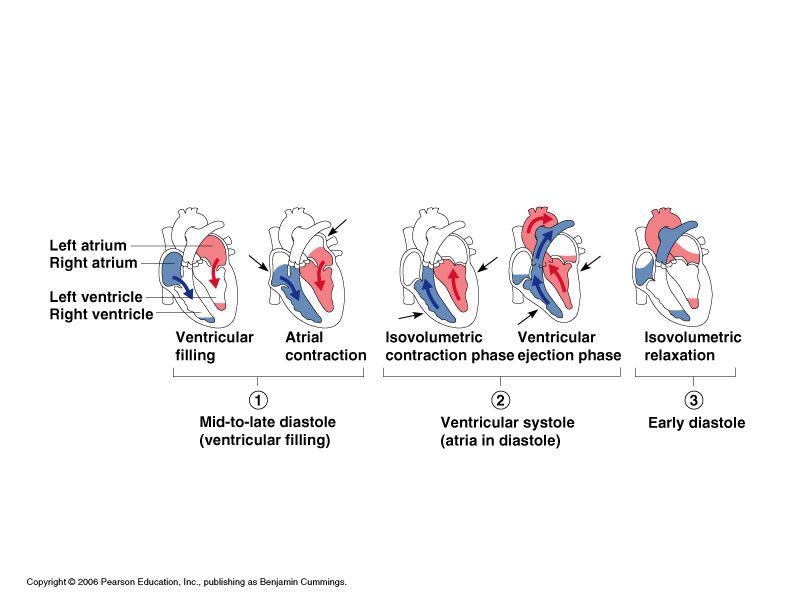 Left atrium
Right atrium
Left ventricle
Right ventricle
Ventricular
filling
Atrial
contraction
Isovolumetric
contraction phase
Ventricular
ejection phase
Isovolumetric
relaxation
1
Mid-to-late diastole
(ventricular filling)
2
Ventricular systole
(atria in diastole)
3
Early diastole
Copyright © 2006 Pearson Education, Inc., publishing as Benjamin Cummings.